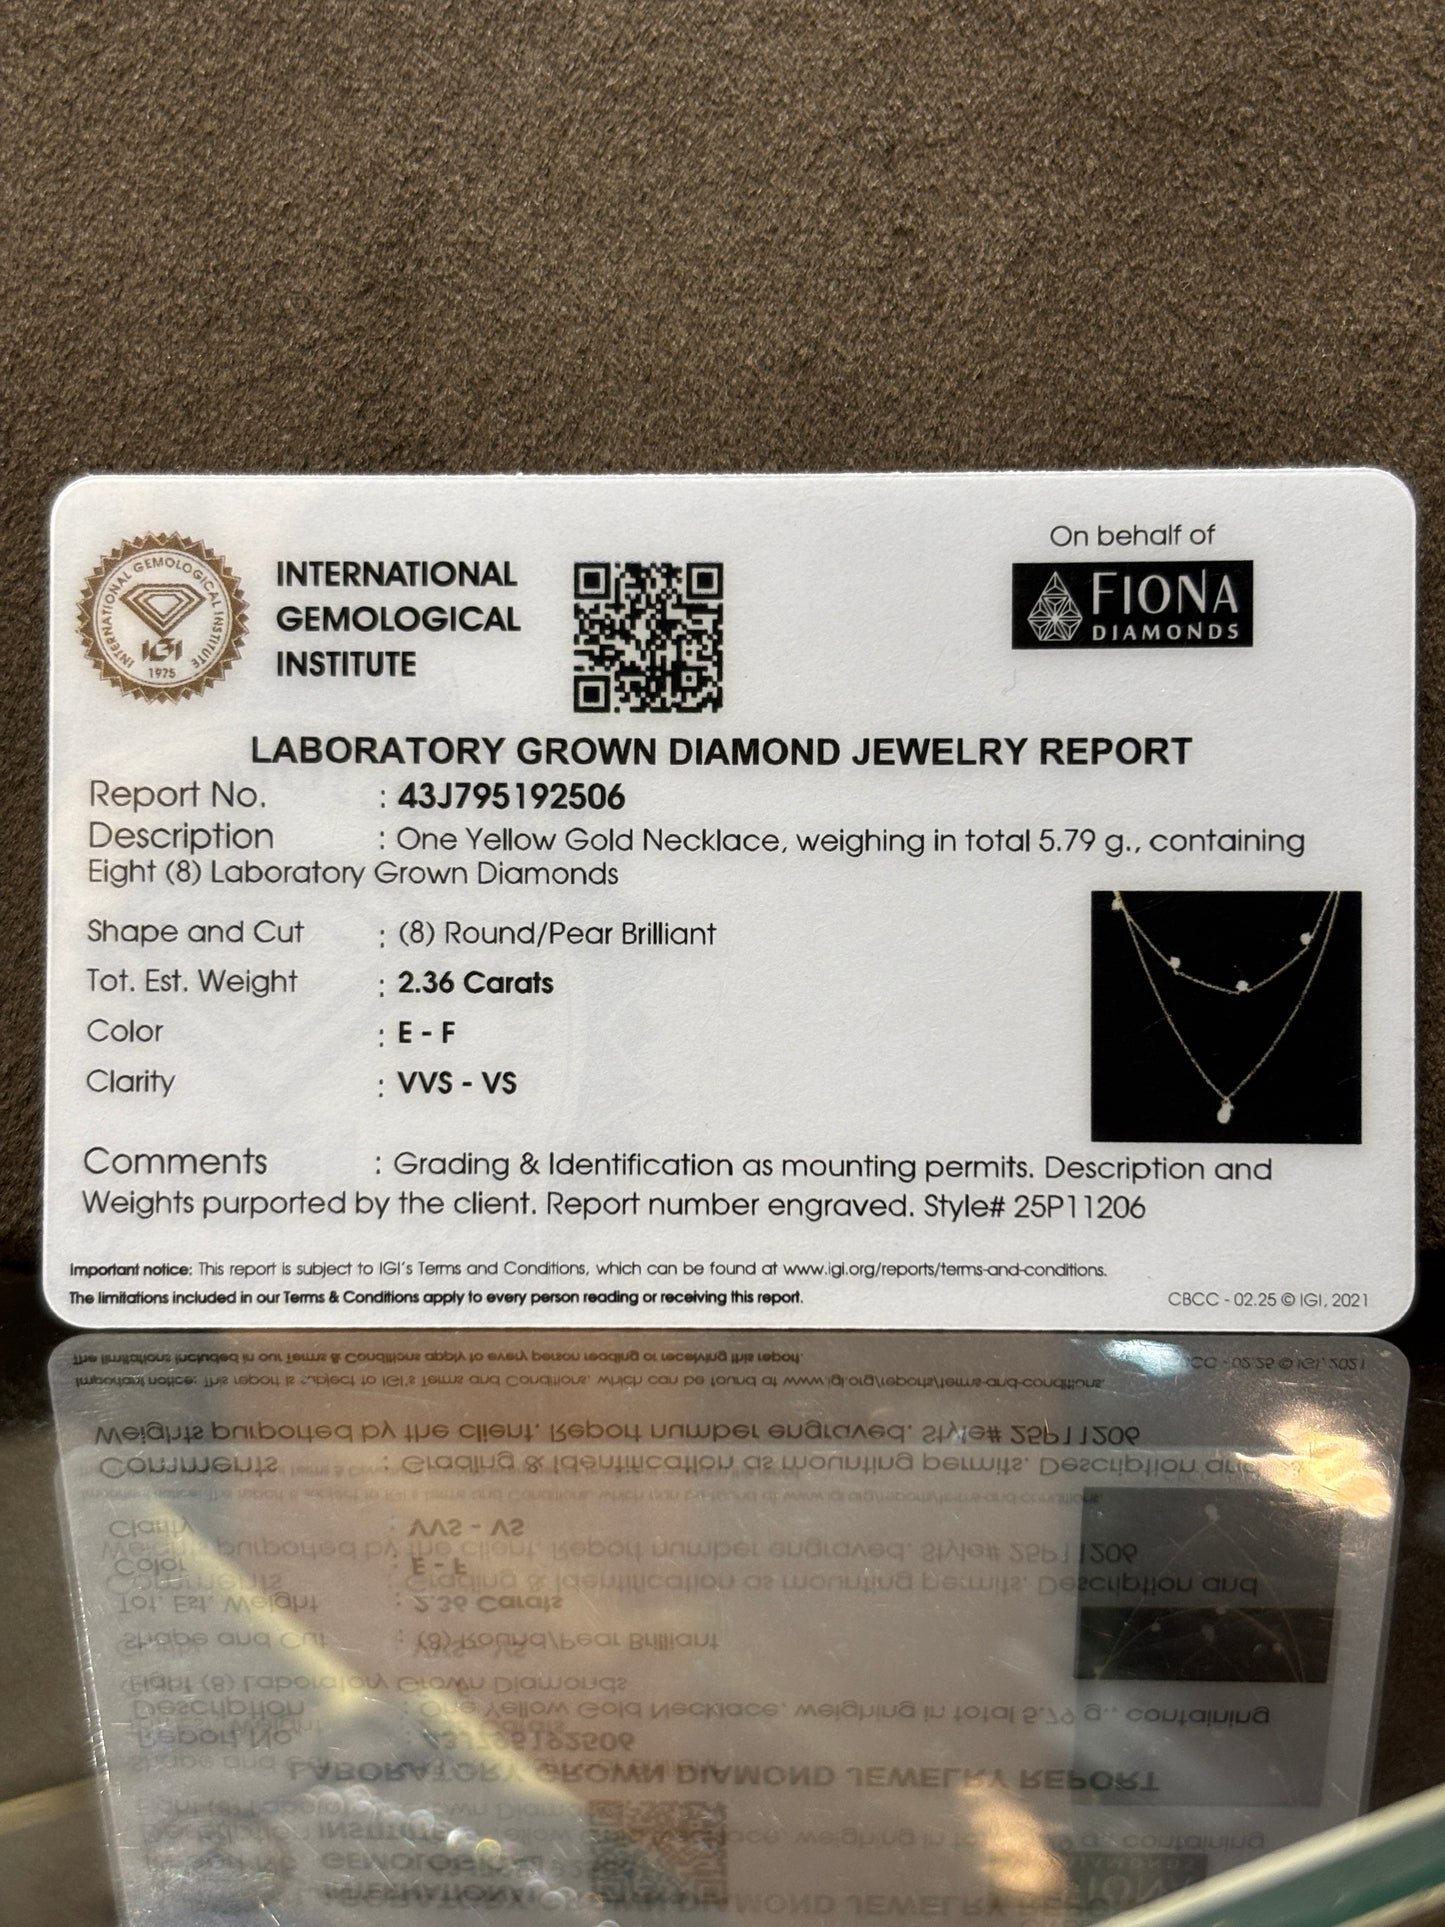 INTERNATIONAL GEMOLOGICAL INSTITUTE
IGI
1975
INTERNATIONAL
GEMOLOGICAL
INSTITUTE
On behalf of
FIONA
DIAMONDS
LABORATORY GROWN DIAMOND JEWELRY REPORT
Report No. : 43J795192506
Description : One Yellow Gold Necklace, weighing in total 5.79 g., containing
Eight (8) Laboratory Grown Diamonds
Shape and Cut : (8) Round/Pear Brilliant
Tot. Est. Weight : 2.36 Carats
Color : E - F
Clarity : VVS - VS
Comments : Grading & Identification as mounting permits. Description and
Weights purported by the client. Report number engraved. Style# 25P11206
Important notice: This report is subject to IGI's Terms and Conditions, which can be found at www.igi.org/reports/terms-and-conditions.
The limitations included in our Terms & Conditions apply to every person reading or receiving this report.
CBCC - 02.25 © IGI, 2021